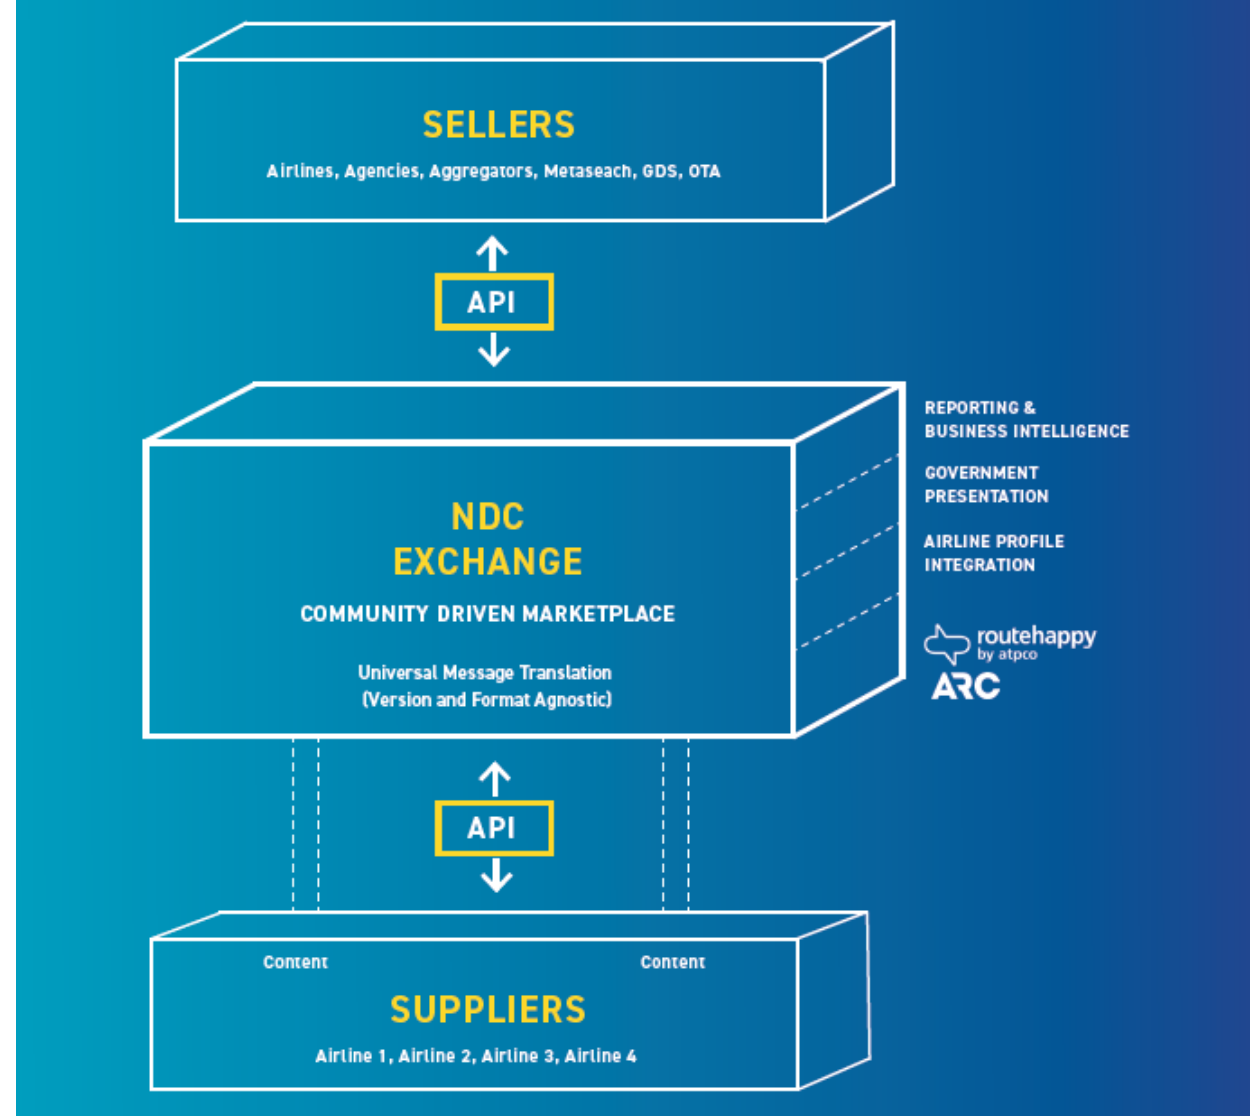 SELLERS
Airlines, Agencies, Aggregators, Metaseach, GDS, OTA
API
REPORTING &
BUSINESS INTELLIGENCE
GOVERNMENT
PRESENTATION
AIRLINE PROFILE
INTEGRATION
routehappy
by atpco
ARC
NDC
EXCHANGE
COMMUNITY DRIVEN MARKETPLACE
Universal Message Translation
(Version and Format Agnostic)
API
Content
Content
SUPPLIERS
Airline 1, Airline 2, Airline 3, Airline 4